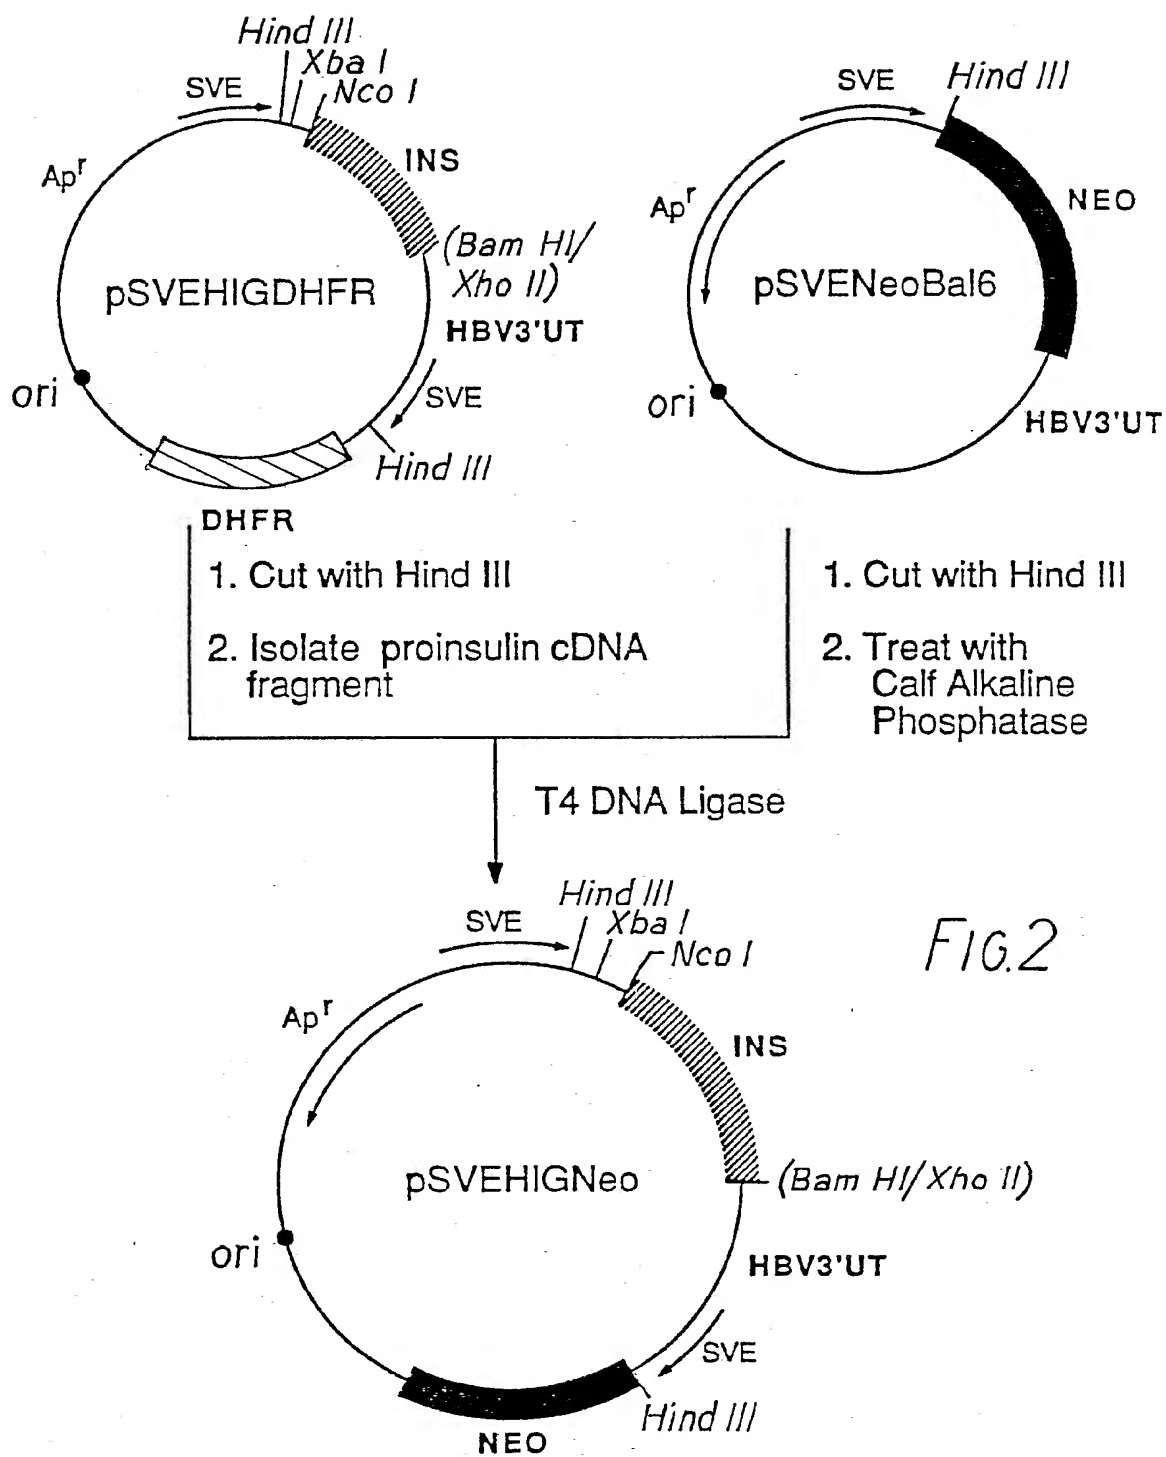 Hind III
Xba I
Nco I
SVE
INS
Apʳ
(Bam HI/
Xho II)
pSVEHIGDHFR
HBV3'UT
ori
SVE
Hind III
DHFR
SVE
Hind III
NEO
Apʳ
pSVENeoBal6
ori
HBV3'UT
1. Cut with Hind III
2. Isolate proinsulin cDNA
fragment
1. Cut with Hind III
2. Treat with
Calf Alkaline
Phosphatase
T4 DNA Ligase
Hind III
SVE
Xba I
Nco I
FIG.2
Apʳ
INS
pSVEHIGNeo
(Bam HI/Xho II)
ori
HBV3'UT
SVE
Hind III
NEO